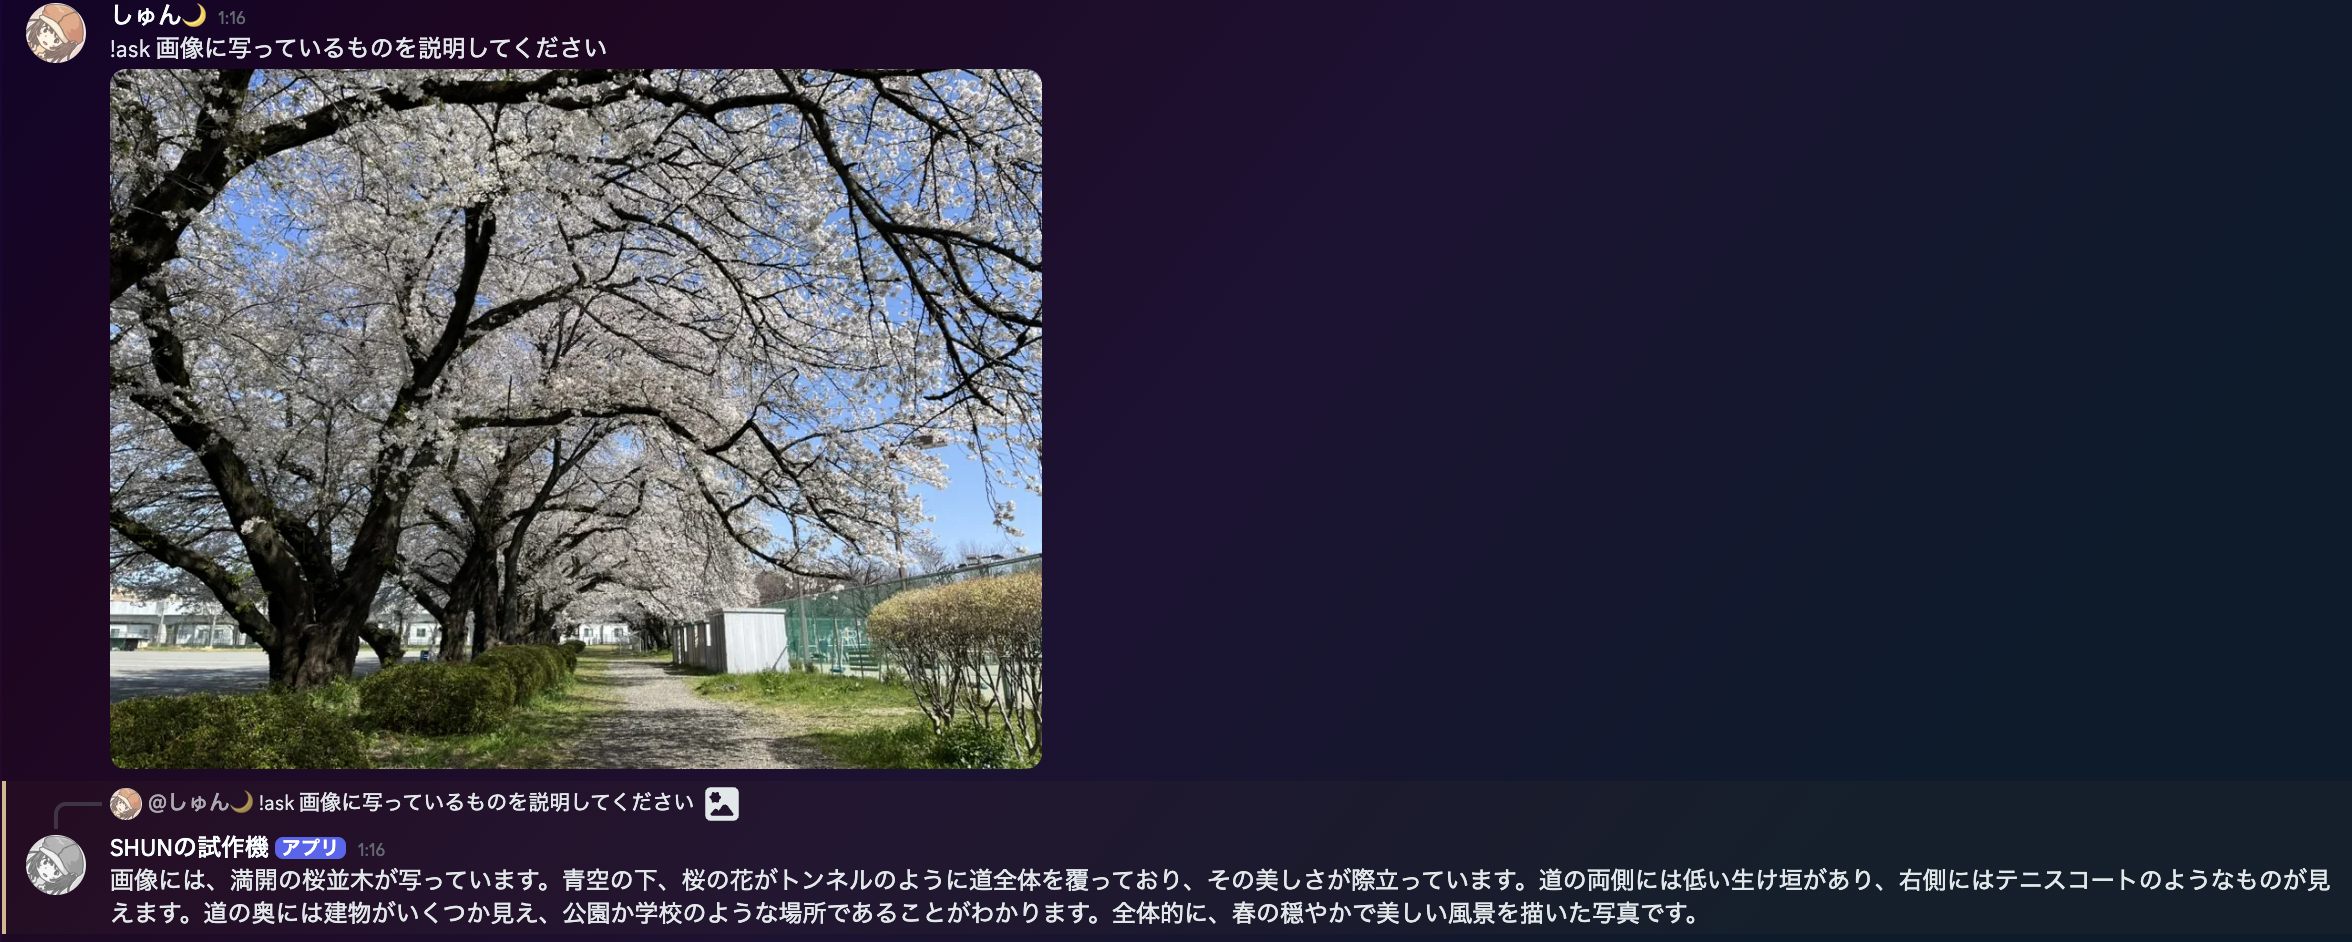 しゅん🌙 1:16
!ask 画像に写っているものを説明してください
@しゅん🌙 !ask 画像に写っているものを説明してください
SHUNの試作機 アプリ 1:16
画像には、満開の桜並木が写っています。青空の下、桜の花がトンネルのように道全体を覆っており、その美しさが際立っています。道の両側には低い生け垣があり、右側にはテニスコートのようなものが見
えます。道の奥には建物がいくつか見え、公園か学校のような場所であることがわかります。全体的に、春の穏やかで美しい風景を描いた写真です。